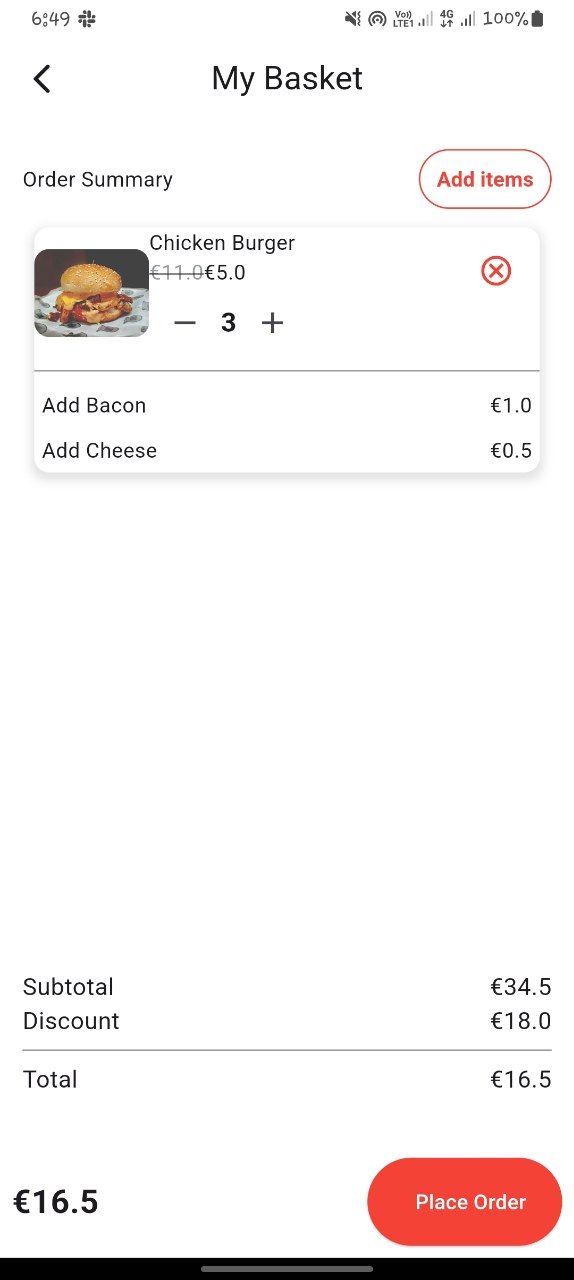 6:49 Vo) LTE1 4G 100%
My Basket
Order Summary
Add items
Chicken Burger
€11.0€5.0
3
Add Bacon €1.0
Add Cheese €0.5
Subtotal €34.5
Discount €18.0
Total €16.5
€16.5
Place Order